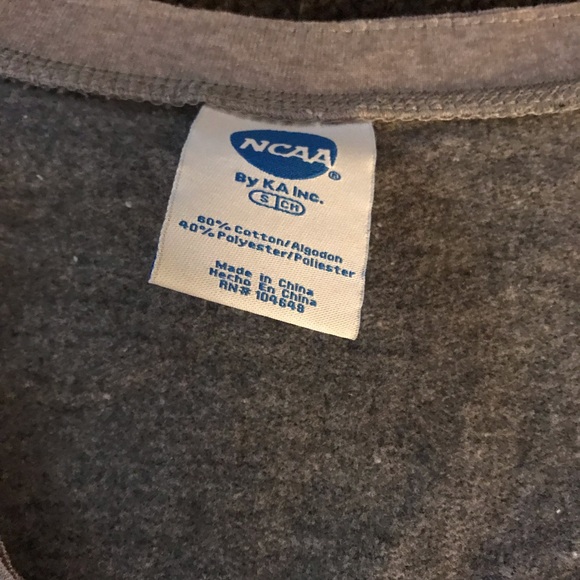 NCAA®
By KA Inc.
S CH
60% Cotton/Algodon
40% Polyester/Poliester
Made in China
Hecho En China
RN# 104648